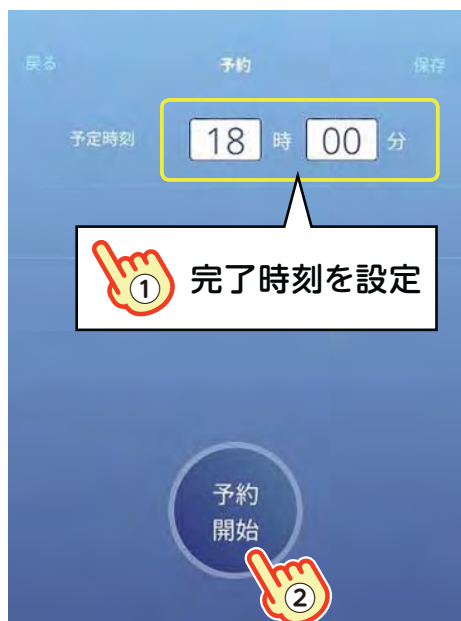 戻る 予約 保存
予定時刻 18 時 00 分
① 完了時刻を設定
予約
開始
②